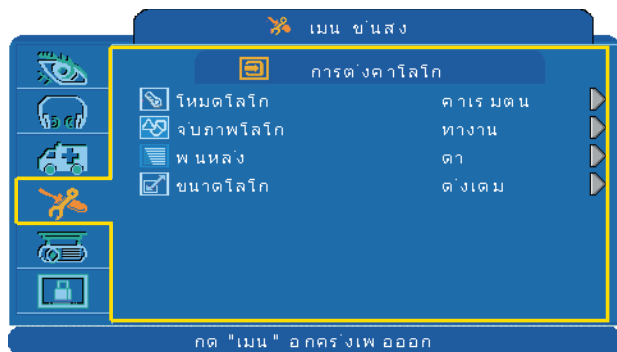 เมน ข่นสง
การต่งคาโลโก
โหมดโลโก คาเร มตน
จ่บภาพโลโก ทางาน
พ นหล่ง ดา
ขนาดโลโก ด่งเดม
กด "เมน" อ กคร่งเพ อออก